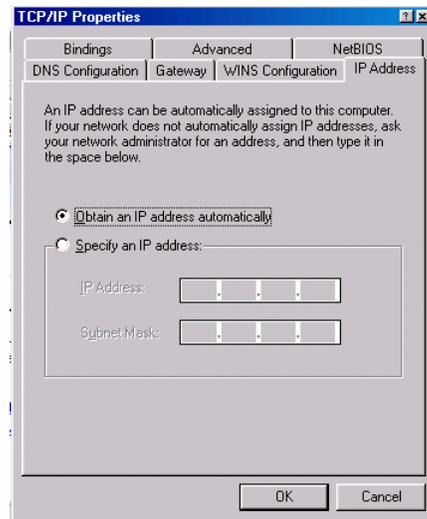 TCP/IP Properties
Bindings Advanced NetBIOS
DNS Configuration Gateway WINS Configuration IP Address
An IP address can be automatically assigned to this computer.
If your network does not automatically assign IP addresses, ask
your network administrator for an address, and then type it in
the space below.
Obtain an IP address automatically
Specify an IP address:
IP Address:
Subnet Mask:
OK Cancel